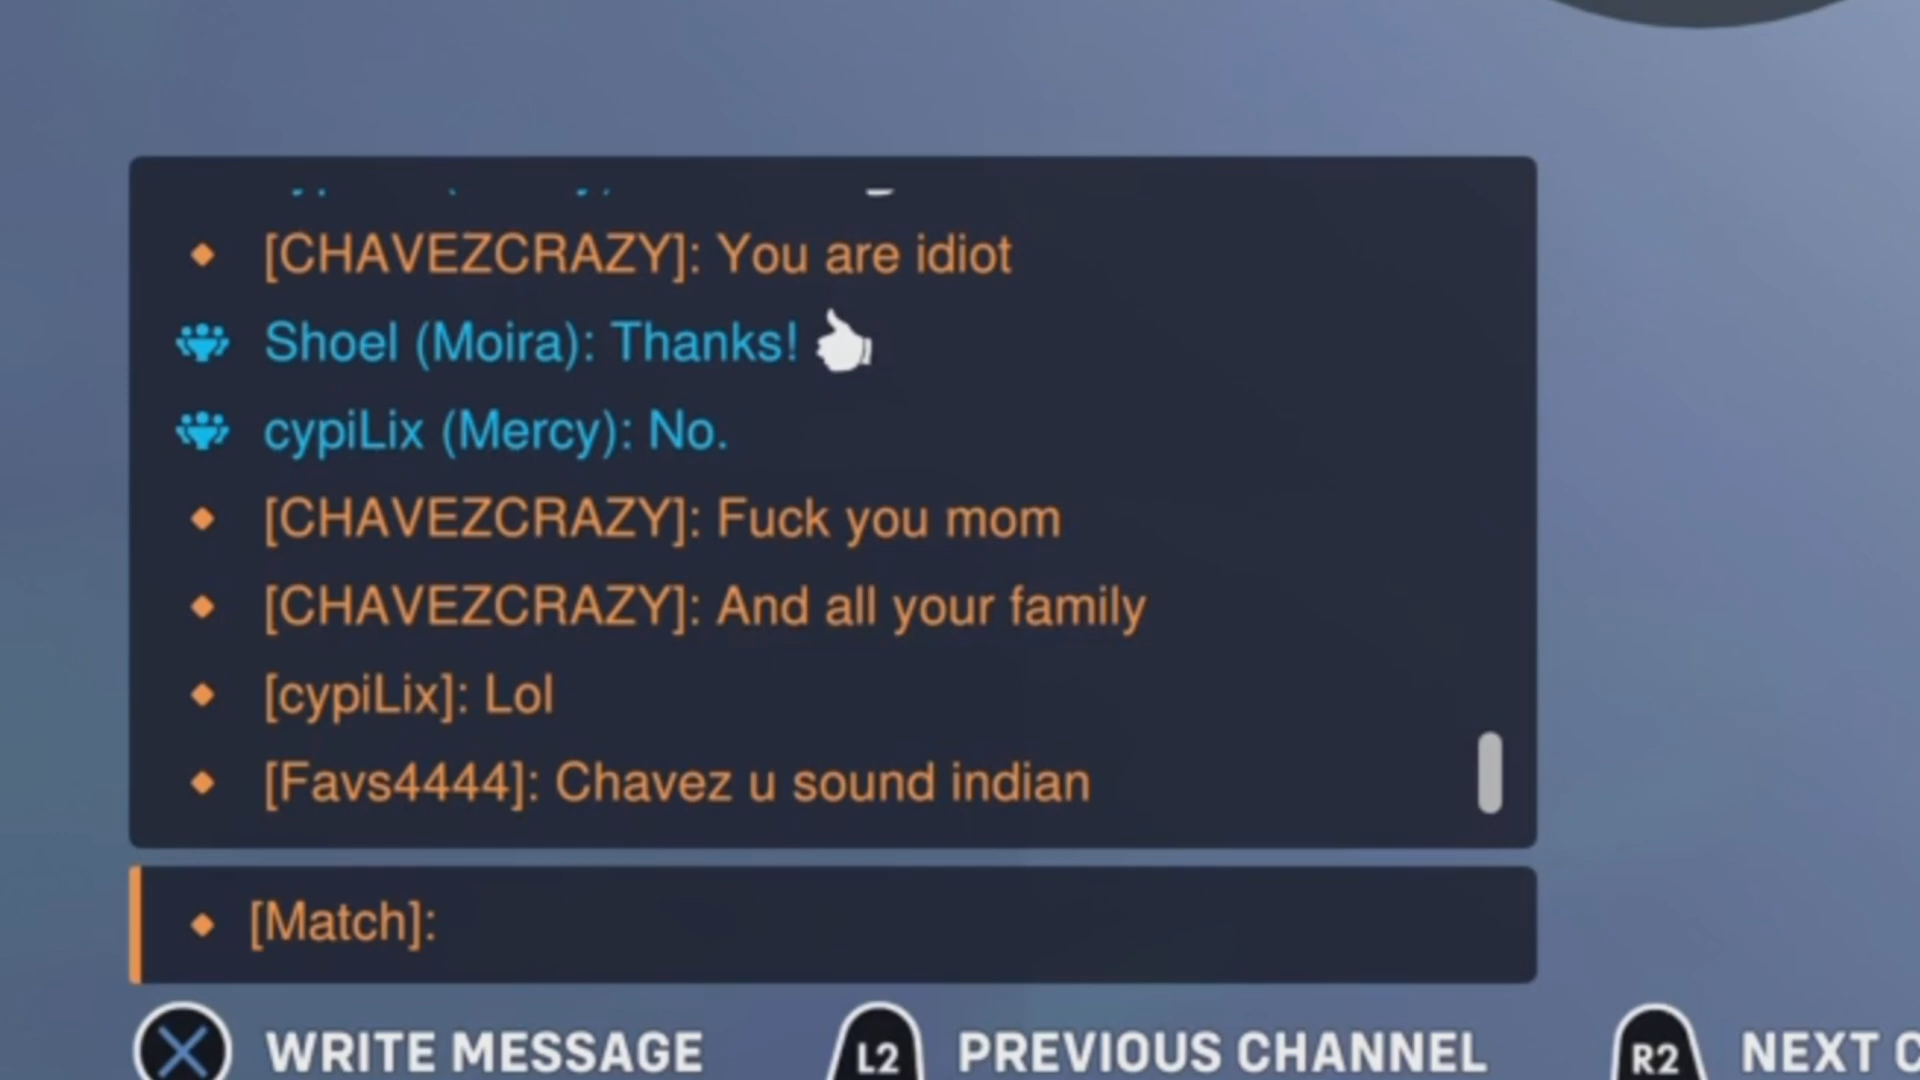 [CHAVEZCRAZY]: You are idiot
Shoel (Moira): Thanks! 👍
cypiLix (Mercy): No.
[CHAVEZCRAZY]: Fuck you mom
[CHAVEZCRAZY]: And all your family
[cypiLix]: Lol
[Favs4444]: Chavez u sound indian
[Match]:
WRITE MESSAGE L2 PREVIOUS CHANNEL R2 NEXT C